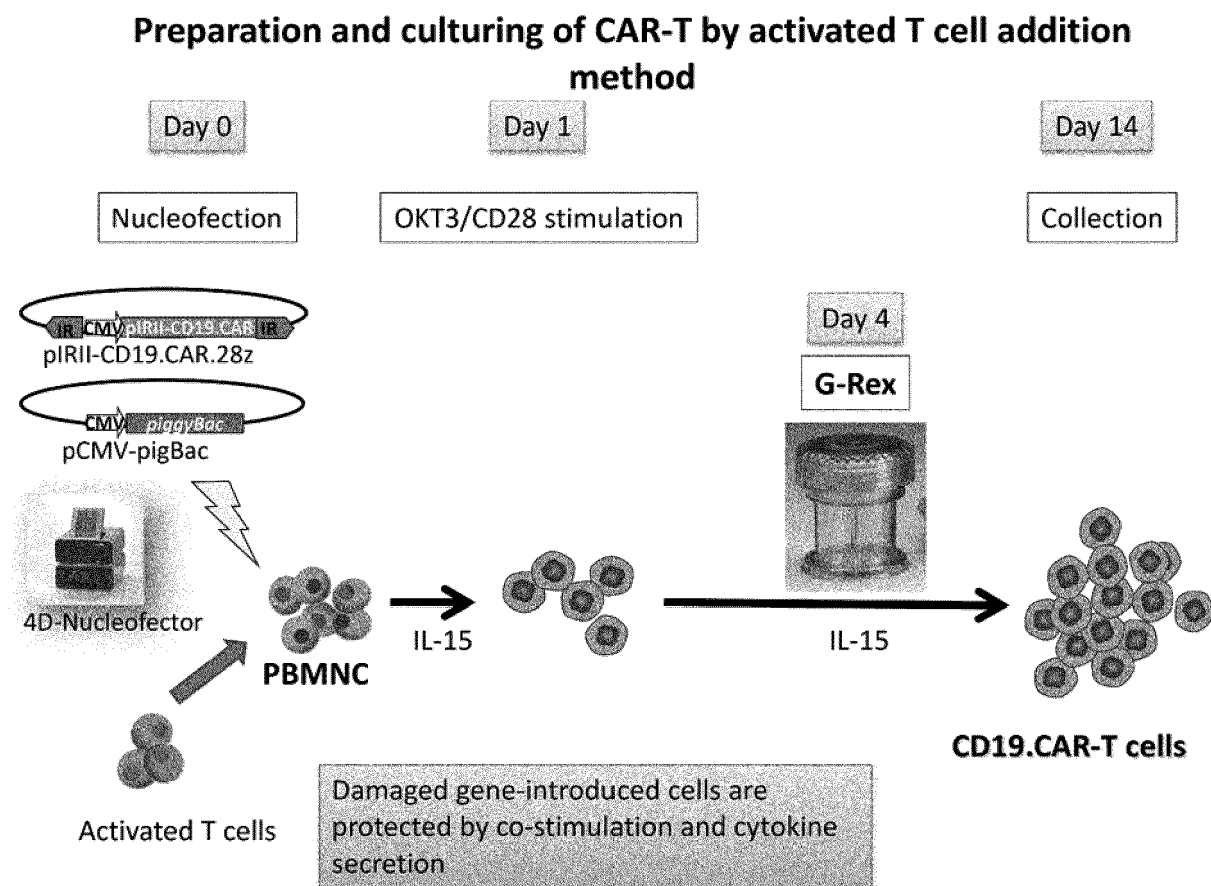 Preparation and culturing of CAR-T by activated T cell addition
method
Day 0
Day 1
Day 14
Nucleofection
OKT3/CD28 stimulation
Collection
IR CMV pIRII-CD19.CAR IR
pIRII-CD19.CAR.28z
Day 4
G-Rex
CMV piggyBac
pCMV-pigBac
4D-Nucleofector
PBMNC
IL-15
IL-15
CD19.CAR-T cells
Activated T cells
Damaged gene-introduced cells are
protected by co-stimulation and cytokine
secretion